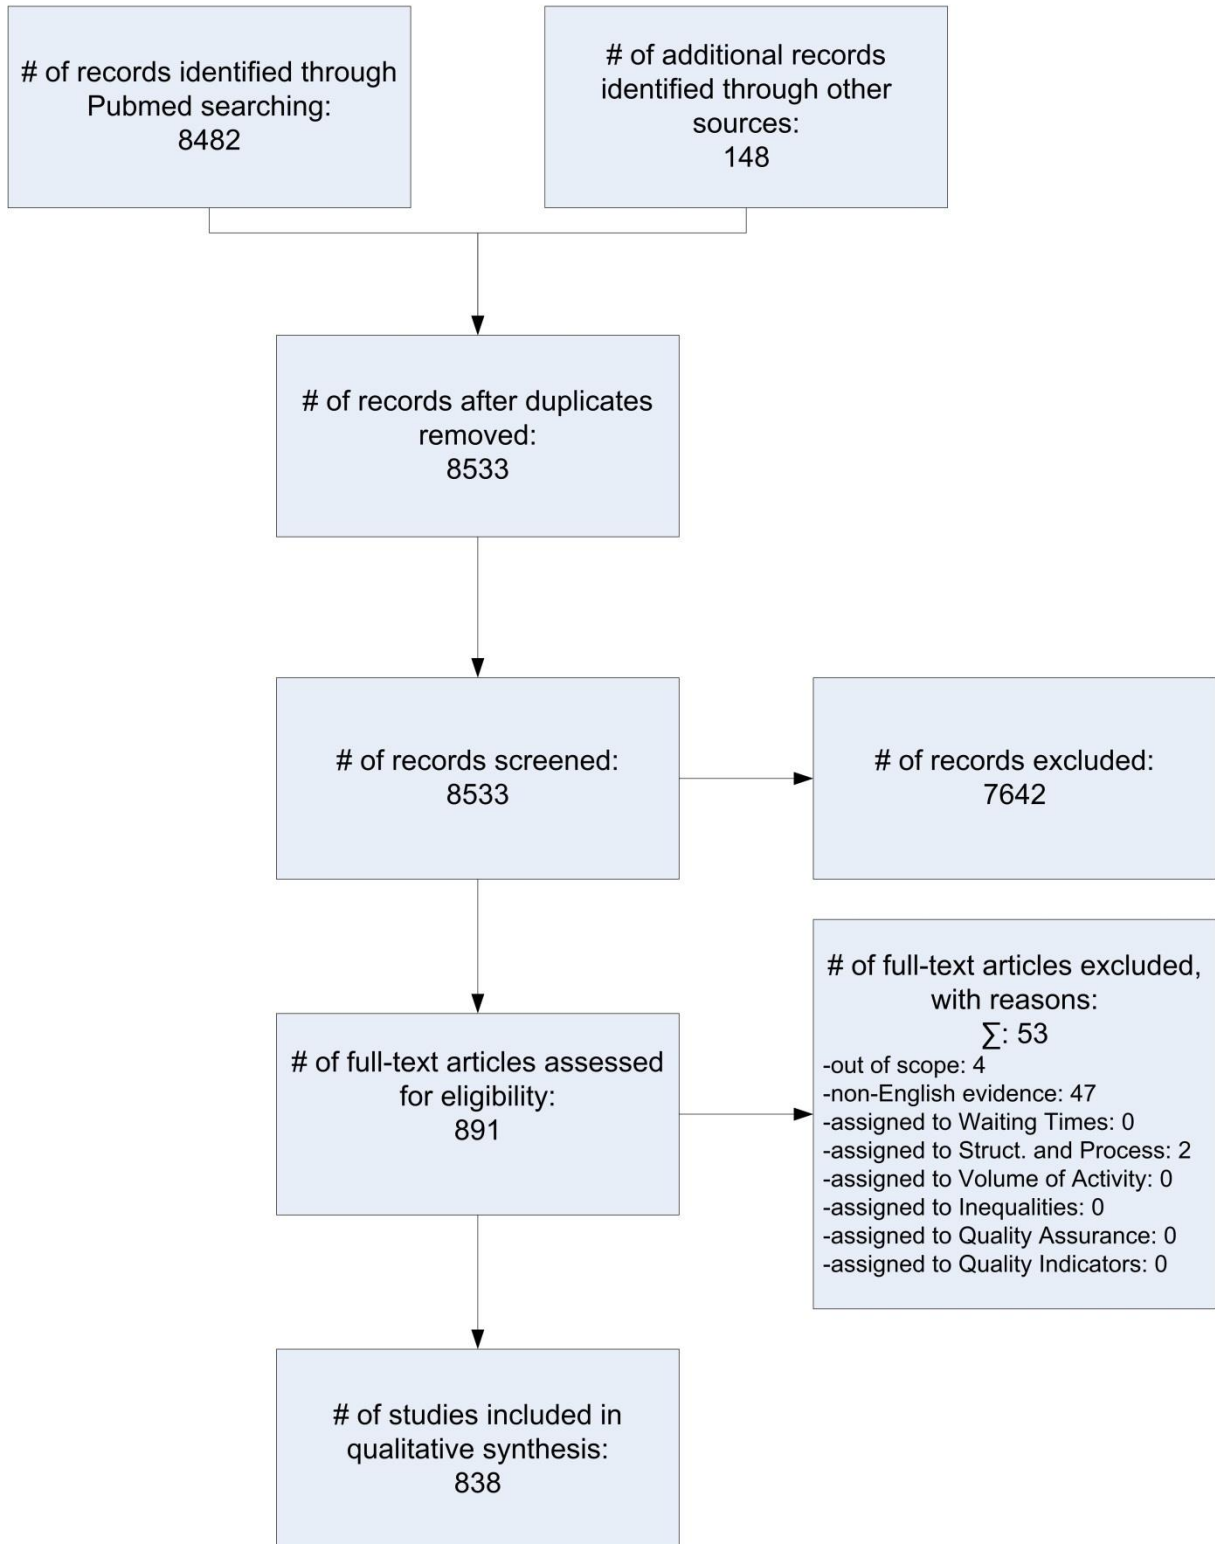 # of records identified through
Pubmed searching:
8482
# of additional records
identified through other
sources:
148
# of records after duplicates
removed:
8533
# of records screened:
8533
# of records excluded:
7642
# of full-text articles assessed
for eligibility:
891
# of full-text articles excluded,
with reasons:
∑: 53
-out of scope: 4
-non-English evidence: 47
-assigned to Waiting Times: 0
-assigned to Struct. and Process: 2
-assigned to Volume of Activity: 0
-assigned to Inequalities: 0
-assigned to Quality Assurance: 0
-assigned to Quality Indicators: 0
# of studies included in
qualitative synthesis:
838